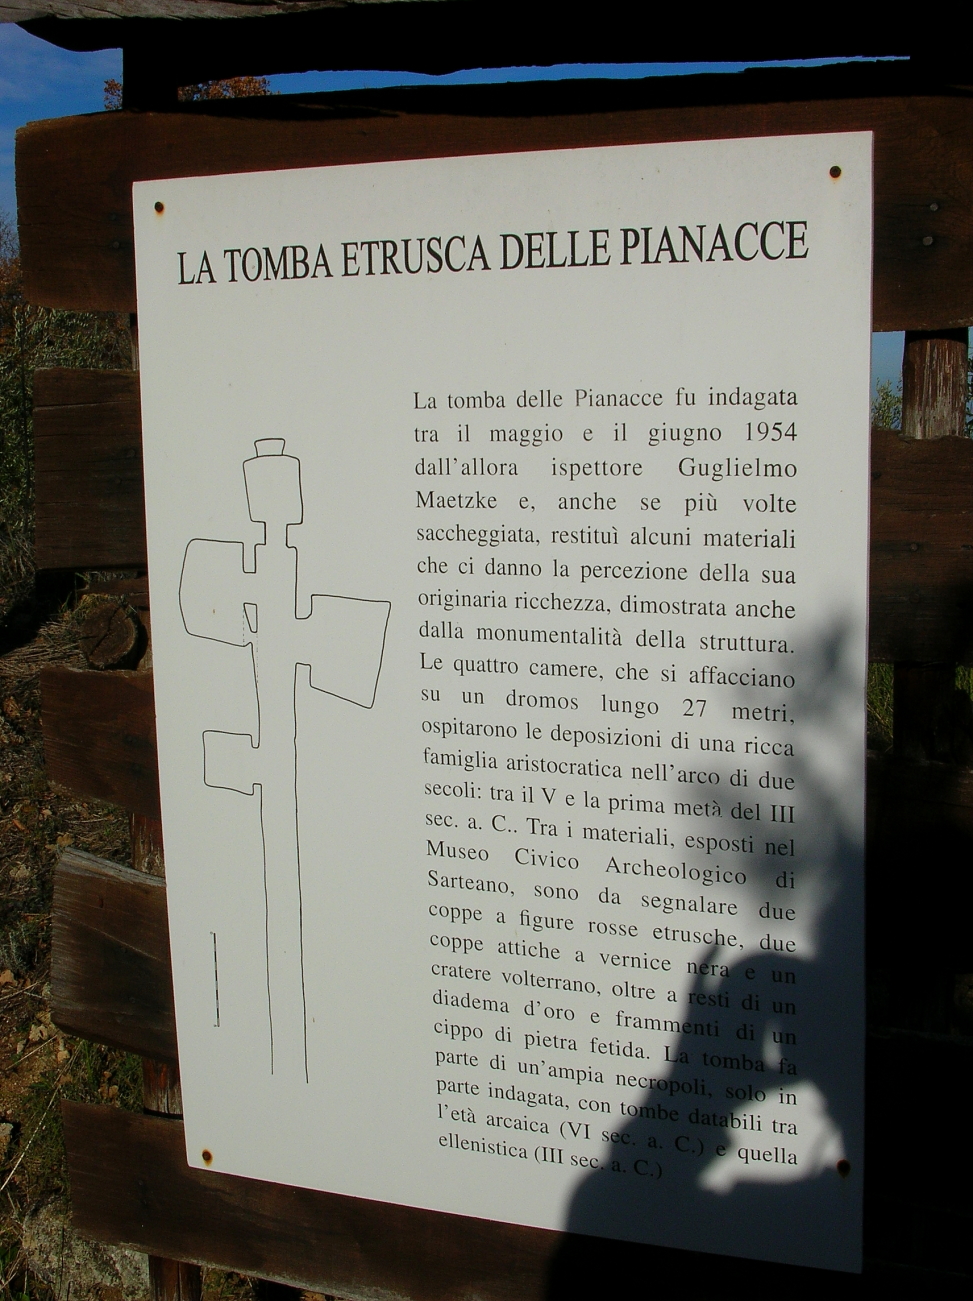 LA TOMBA ETRUSCA DELLE PIANACCE
La tomba delle Pianacce fu indagata
tra il maggio e il giugno 1954
dall'allora ispettore Guglielmo
Maetzke e, anche se più volte
saccheggiata, restituì alcuni materiali
che ci danno la percezione della sua
originaria ricchezza, dimostrata anche
dalla monumentalità della struttura.
Le quattro camere, che si affacciano
su un dromos lungo 27 metri,
ospitarono le deposizioni di una ricca
famiglia aristocratica nell'arco di due
secoli: tra il V e la prima metà del III
sec. a. C.. Tra i materiali, esposti nel
Museo Civico Archeologico di
Sarteano, sono da segnalare due
coppe a figure rosse etrusche, due
coppe attiche a vernice nera e un
cratere volterrano, oltre a resti di un
diadema d'oro e frammenti di un
cippo di pietra fetida. La tomba fa
parte di un'ampia necropoli, solo in
parte indagata, con tombe databili tra
l'età arcaica (VI sec. a. C.) e quella
ellenistica (III sec. a. C.)